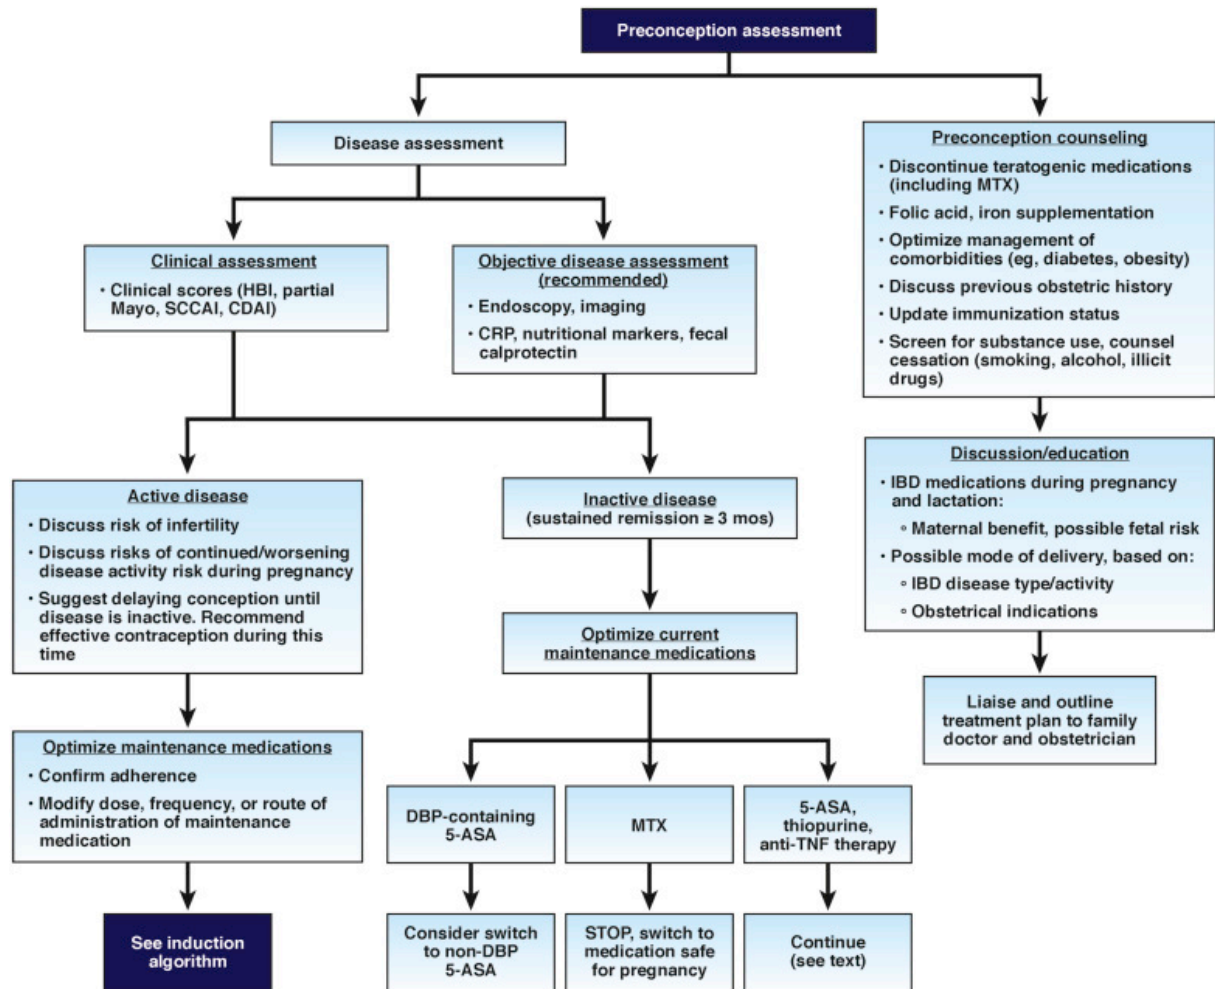 Preconception assessment
Disease assessment
Preconception counseling
• Discontinue teratogenic medications
(including MTX)
• Folic acid, iron supplementation
• Optimize management of
comorbidities (eg, diabetes, obesity)
• Discuss previous obstetric history
• Update immunization status
• Screen for substance use, counsel
cessation (smoking, alcohol, illicit
drugs)
Clinical assessment
• Clinical scores (HBI, partial
Mayo, SCCAI, CDAI)
Objective disease assessment
(recommended)
• Endoscopy, imaging
• CRP, nutritional markers, fecal
calprotectin
Active disease
• Discuss risk of infertility
• Discuss risks of continued/worsening
disease activity risk during pregnancy
• Suggest delaying conception until
disease is inactive. Recommend
effective contraception during this
time
Inactive disease
(sustained remission ≥ 3 mos)
Discussion/education
• IBD medications during pregnancy
and lactation:
° Maternal benefit, possible fetal risk
• Possible mode of delivery, based on:
° IBD disease type/activity
° Obstetrical indications
Optimize current
maintenance medications
Liaise and outline
treatment plan to family
doctor and obstetrician
Optimize maintenance medications
• Confirm adherence
• Modify dose, frequency, or route of
administration of maintenance
medication
DBP-containing
5-ASA
MTX
5-ASA,
thiopurine,
anti-TNF therapy
See induction
algorithm
Consider switch
to non-DBP
5-ASA
STOP, switch to
medication safe
for pregnancy
Continue
(see text)